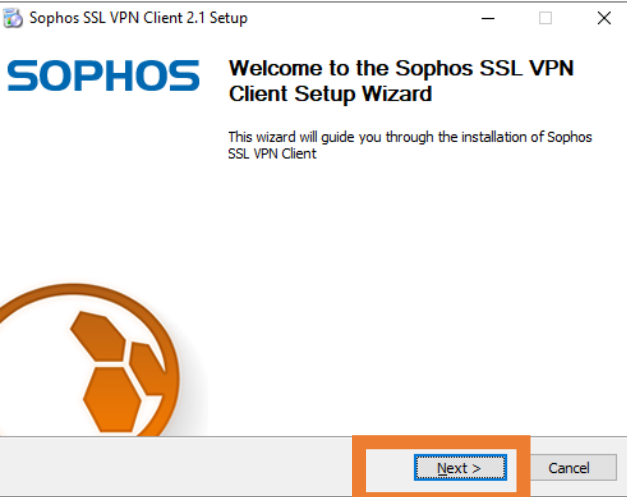 Sophos SSL VPN Client 2.1 Setup
SOPHOS
Welcome to the Sophos SSL VPN
Client Setup Wizard
This wizard will guide you through the installation of Sophos
SSL VPN Client
Next >
Cancel